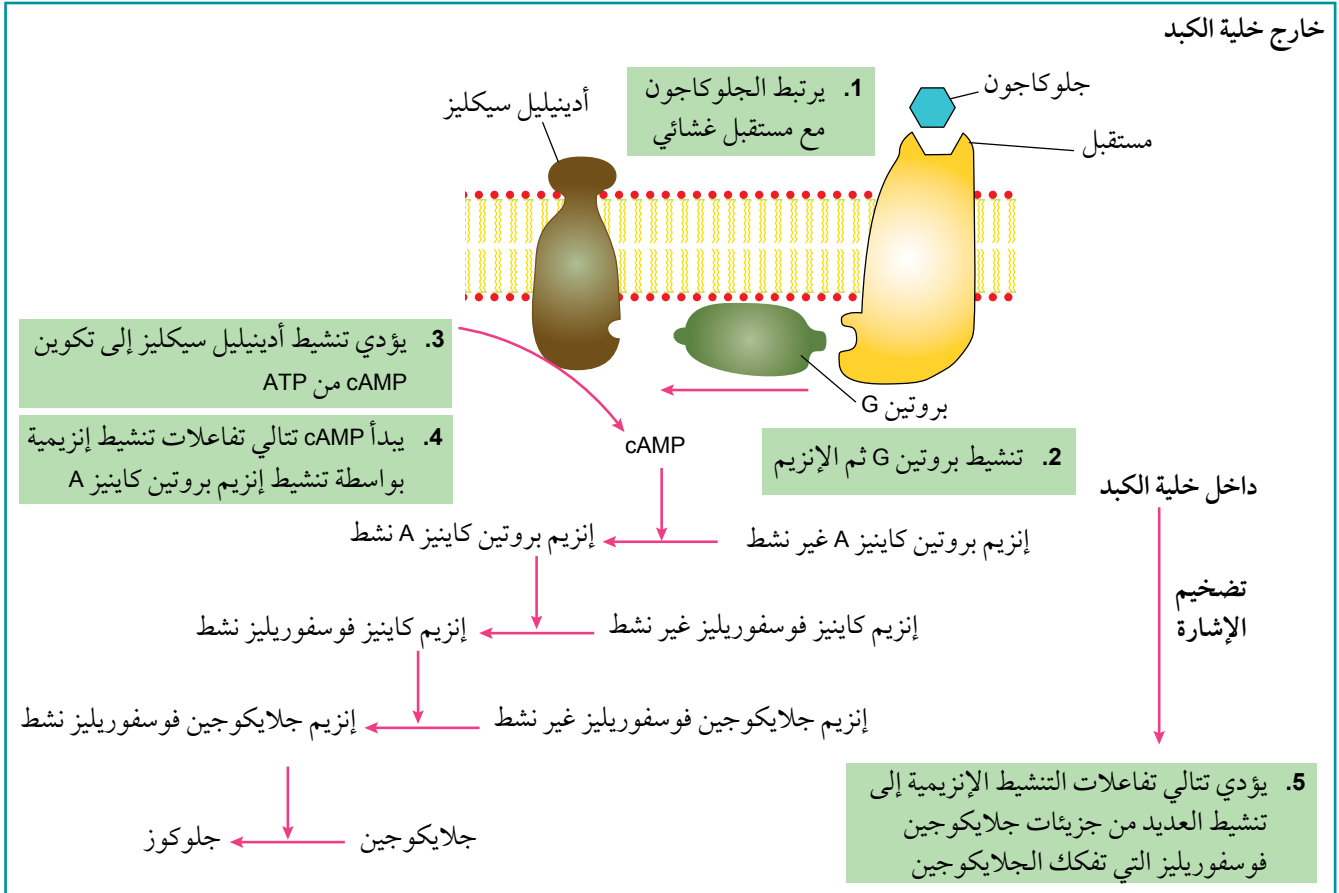 خارج خلية الكبد
جلوكاجون
مستقبل
1. يرتبط الجلوكاجون
مع مستقبل غشائي
أدينيليل سيكليز
بروتين G
2. تنشيط بروتين G ثم الإنزيم
3. يؤدي تنشيط أدينيليل سيكليز إلى تكوين
cAMP من ATP
cAMP
4. يبدأ cAMP تتالي تفاعلات تنشيط إنزيمية
بواسطة تنشيط إنزيم بروتين كاينيز A
داخل خلية الكبد
إنزيم بروتين كاينيز A غير نشط
إنزيم بروتين كاينيز A نشط
تضخيم
الإشارة
إنزيم كاينيز فوسفوريليز غير نشط
إنزيم كاينيز فوسفوريليز نشط
إنزيم جلايكوجين فوسفوريليز غير نشط
إنزيم جلايكوجين فوسفوريليز نشط
5. يؤدي تتالي تفاعلات التنشيط الإنزيمية إلى
تنشيط العديد من جزيئات جلايكوجين
فوسفوريليز التي تفكك الجلايكوجين
جلايكوجين
جلوكوز